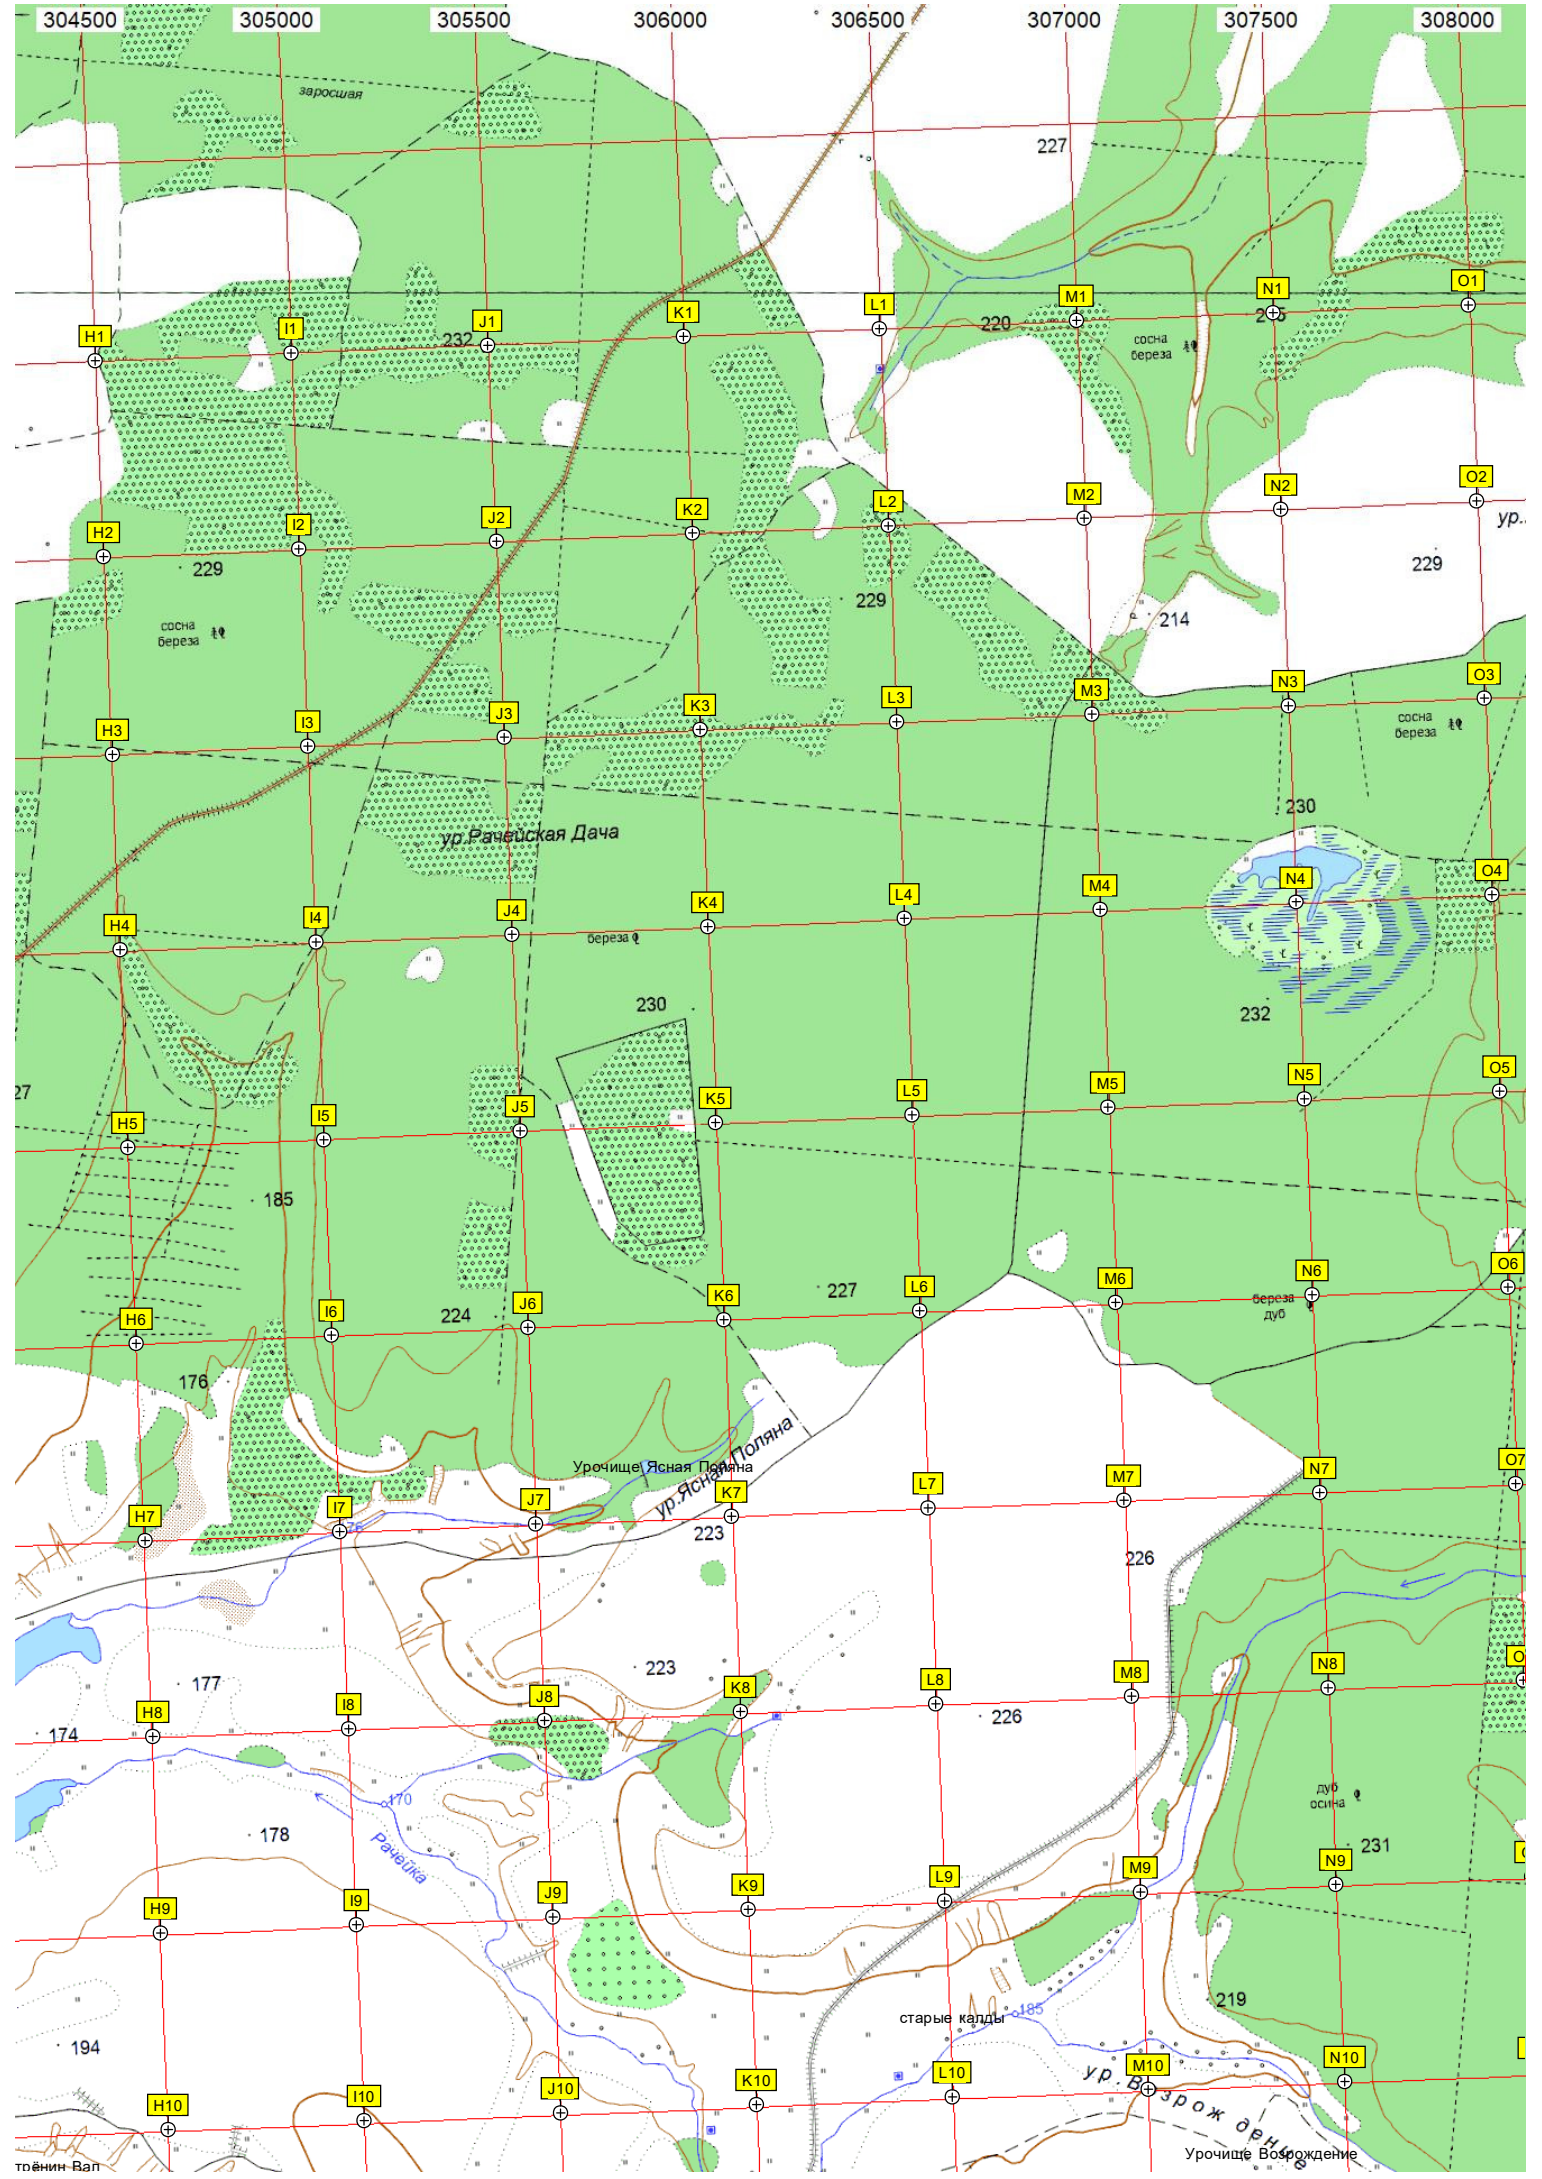 304500 305000 305500 306000 306500 307000 307500 308000
заросшая
227
H1 I1 J1 K1 L1 M1 N1 O1
232
220
сосна
береза
H2 I2 J2 K2 L2 M2 N2 O2
ур.
229
229
229
сосна
береза
214
H3 I3 J3 K3 L3 M3 N3 O3
сосна
береза
230
ур.Рачейская Дача
H4 I4 J4 K4 L4 M4 N4 O4
береза
230
232
27
H5 I5 J5 K5 L5 M5 N5 O5
185
227
224
H6 I6 J6 K6 L6 M6 N6 O6
береза
дуб
176
Урочище Ясная Поляна
ур.Ясная Поляна
H7 I7 J7 K7 L7 M7 N7 O7
223
226
223
177
H8 I8 J8 K8 L8 M8 N8 O
174
226
170
178
Рачейка
дуб
осина
231
H9 I9 J9 K9 L9 M9 N9
219
185
старые калды
194
H10 I10 J10 K10 L10 M10 N10
ур.Возрождение
Урочище Возрождение
трёнин Вал